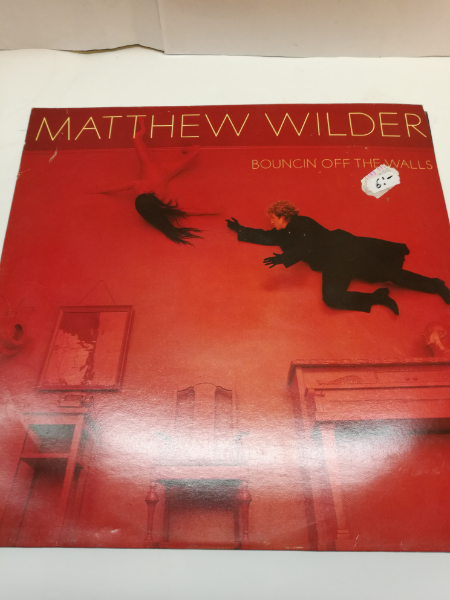 MATTHEW WILDER
BOUNCIN OFF THE WALLS